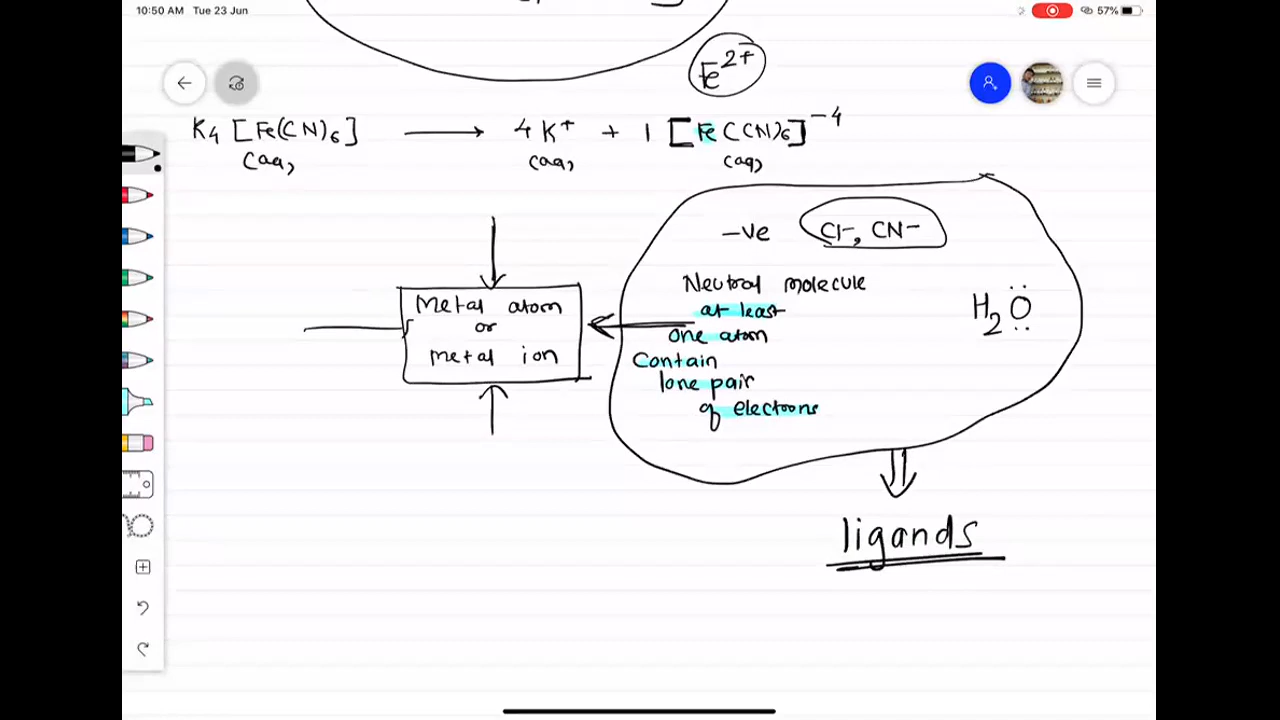 10:50 AM Tue 23 Jun
57%
Fe²⁺
K₄ [Fe(CN)₆] ⟶ 4 K⁺ + 1 [Fe(CN)₆]⁻⁴
(aq) (aq) (aq)
-ve Cl⁻, CN⁻
Neutral molecule
at least
one atom
Contain
lone pair
of electrons
H₂O
Metal atom
or
metal ion
ligands